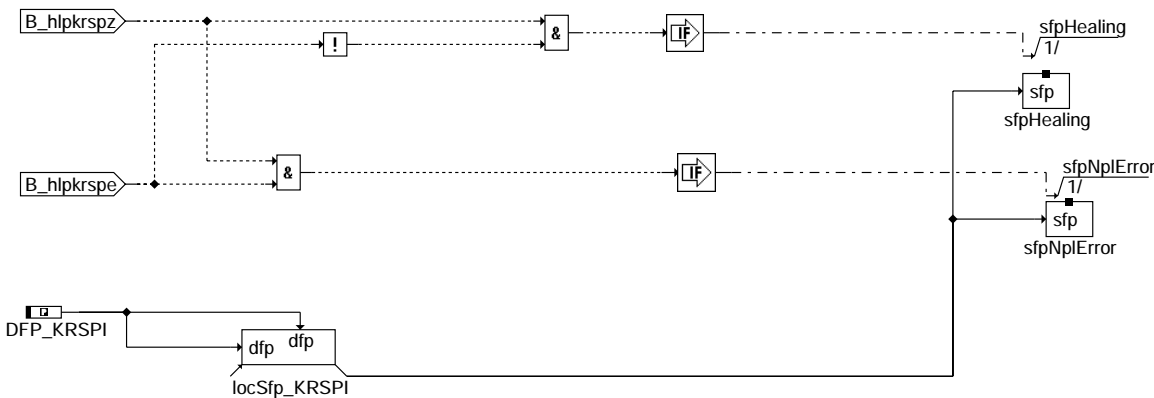 B_hlpkrspz
!
&
IF
sfpHealing
1/
sfp
sfpHealing
B_hlpkrspe
&
IF
sfpNplError
1/
sfp
sfpNplError
DFP_KRSPI
dfp
dfp
locSfp_KRSPI